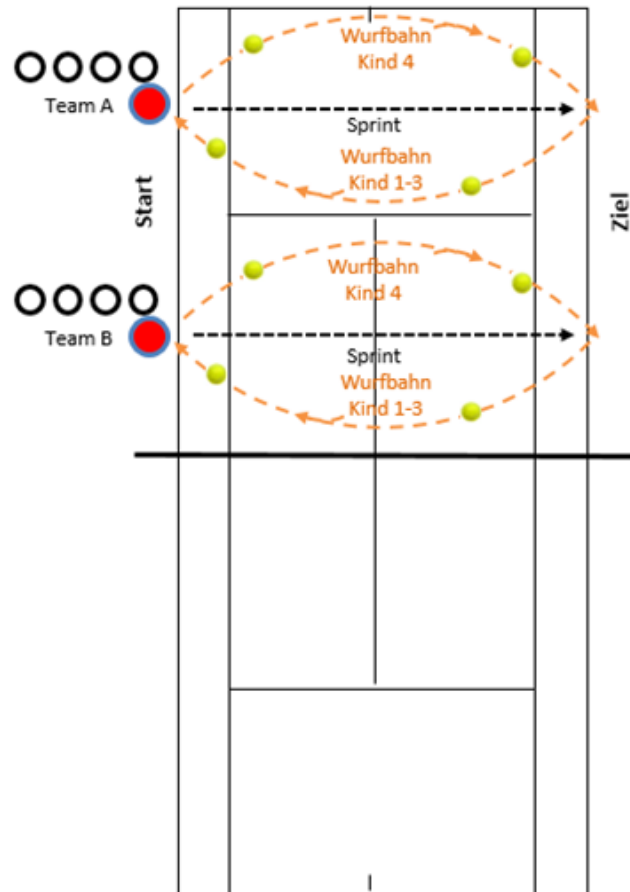 Wurfbahn
Kind 4
Team A
Sprint
Wurfbahn
Kind 1-3
Start
Ziel
Wurfbahn
Kind 4
Team B
Sprint
Wurfbahn
Kind 1-3